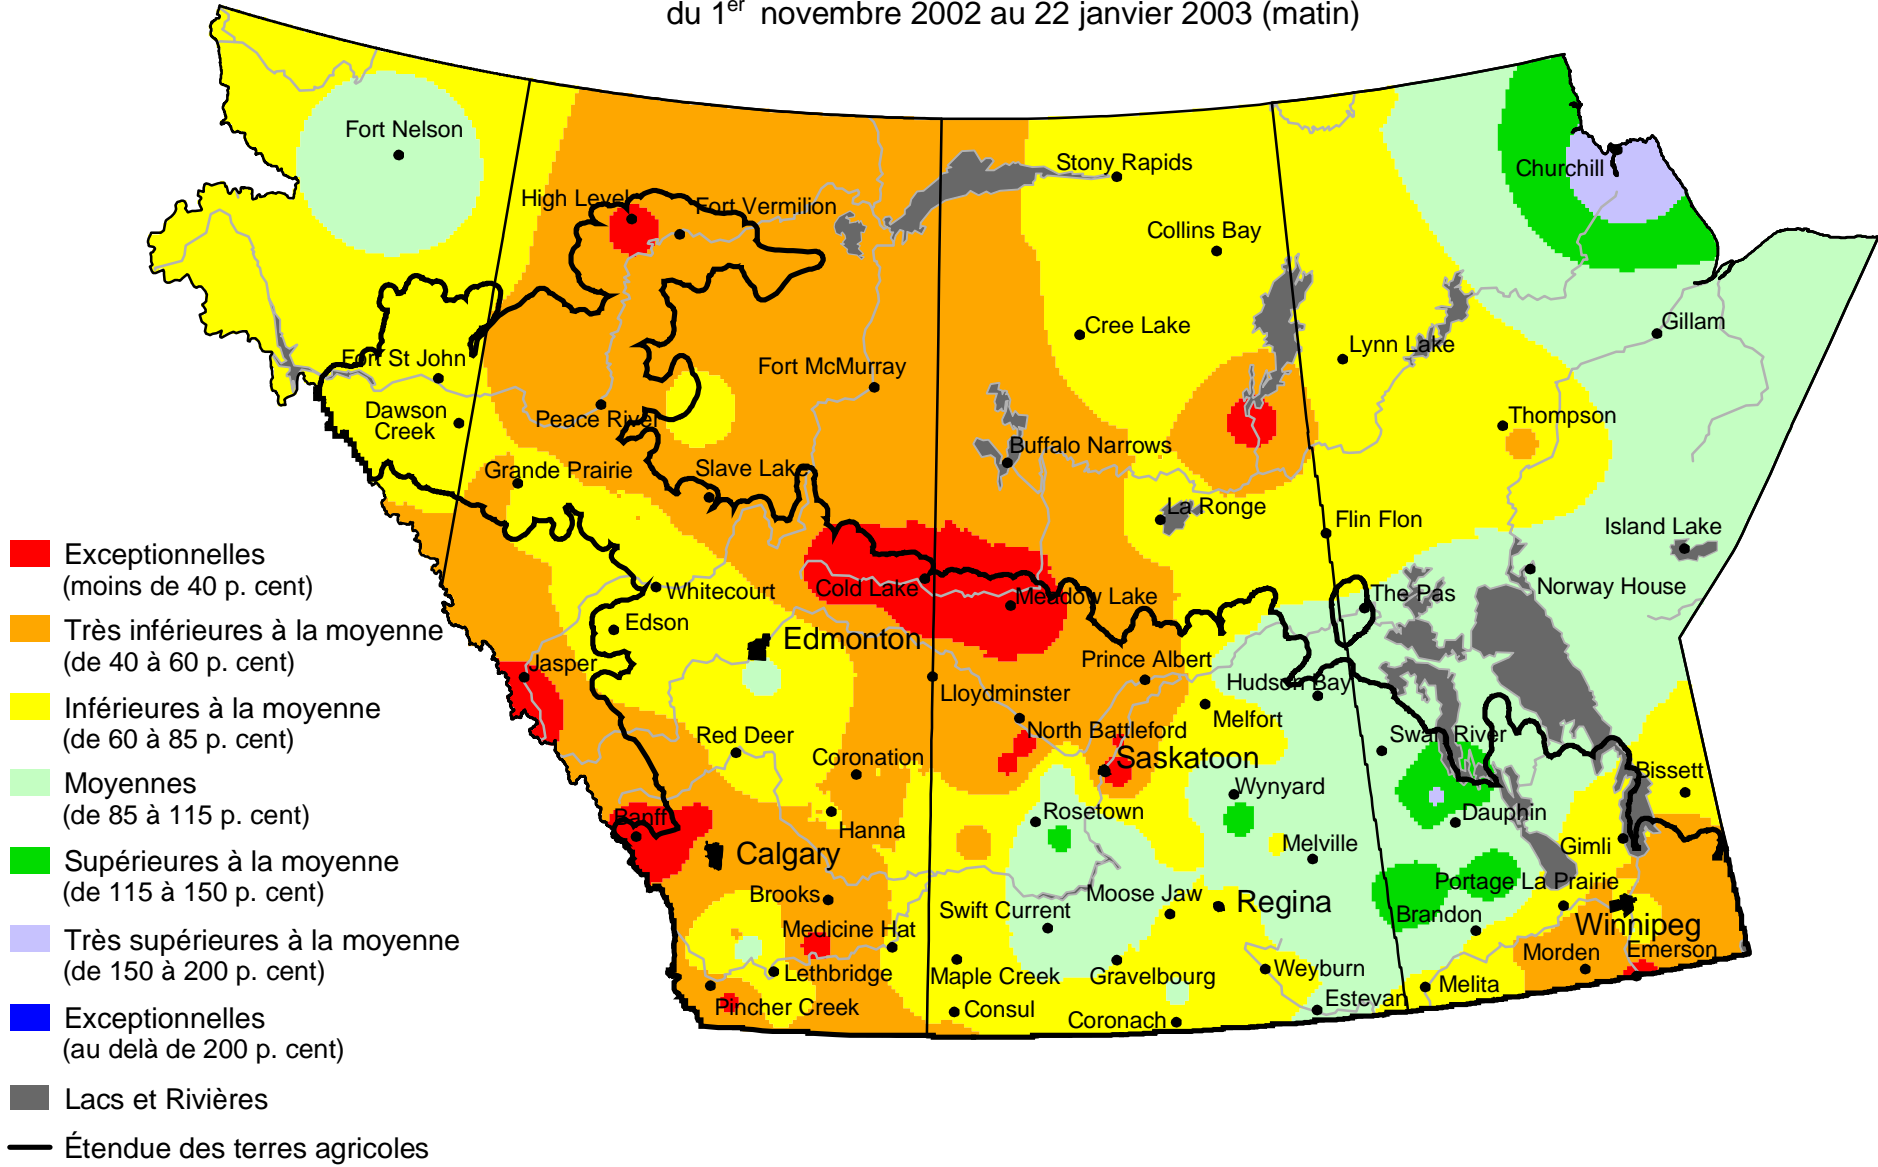 du 1er novembre 2002 au 22 janvier 2003 (matin)
Fort Nelson
High Level
Fort Vermilion
Stony Rapids
Churchill
Collins Bay
Cree Lake
Gillam
Lynn Lake
Fort St John
Fort McMurray
Dawson
Creek
Peace River
Thompson
Buffalo Narrows
Grande Prairie
Slave Lake
La Ronge
Flin Flon
Island Lake
Exceptionnelles
(moins de 40 p. cent)
Whitecourt
Cold Lake
Meadow Lake
The Pas
Norway House
Très inférieures à la moyenne
(de 40 à 60 p. cent)
Edson
Edmonton
Jasper
Prince Albert
Hudson Bay
Lloydminster
Inférieures à la moyenne
(de 60 à 85 p. cent)
Melfort
North Battleford
Red Deer
Swan River
Coronation
Saskatoon
Bissett
Moyennes
(de 85 à 115 p. cent)
Wynyard
Rosetown
Dauphin
Banff
Hanna
Melville
Gimli
Calgary
Supérieures à la moyenne
(de 115 à 150 p. cent)
Brooks
Moose Jaw
Portage La Prairie
Regina
Swift Current
Brandon
Medicine Hat
Winnipeg
Très supérieures à la moyenne
(de 150 à 200 p. cent)
Morden
Emerson
Lethbridge
Maple Creek
Gravelbourg
Weyburn
Melita
Pincher Creek
Consul
Coronach
Estevan
Exceptionnelles
(au delà de 200 p. cent)
Lacs et Rivières
Étendue des terres agricoles